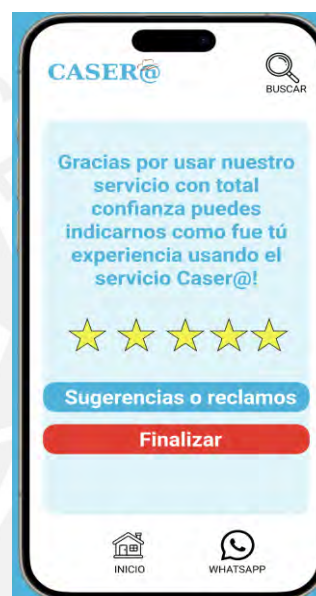 CASER@
BUSCAR
Gracias por usar nuestro
servicio con total
confianza puedes
indicarnos como fue tú
experiencia usando el
servicio Caser@!
Sugerencias o reclamos
Finalizar
INICIO
WHATSAPP